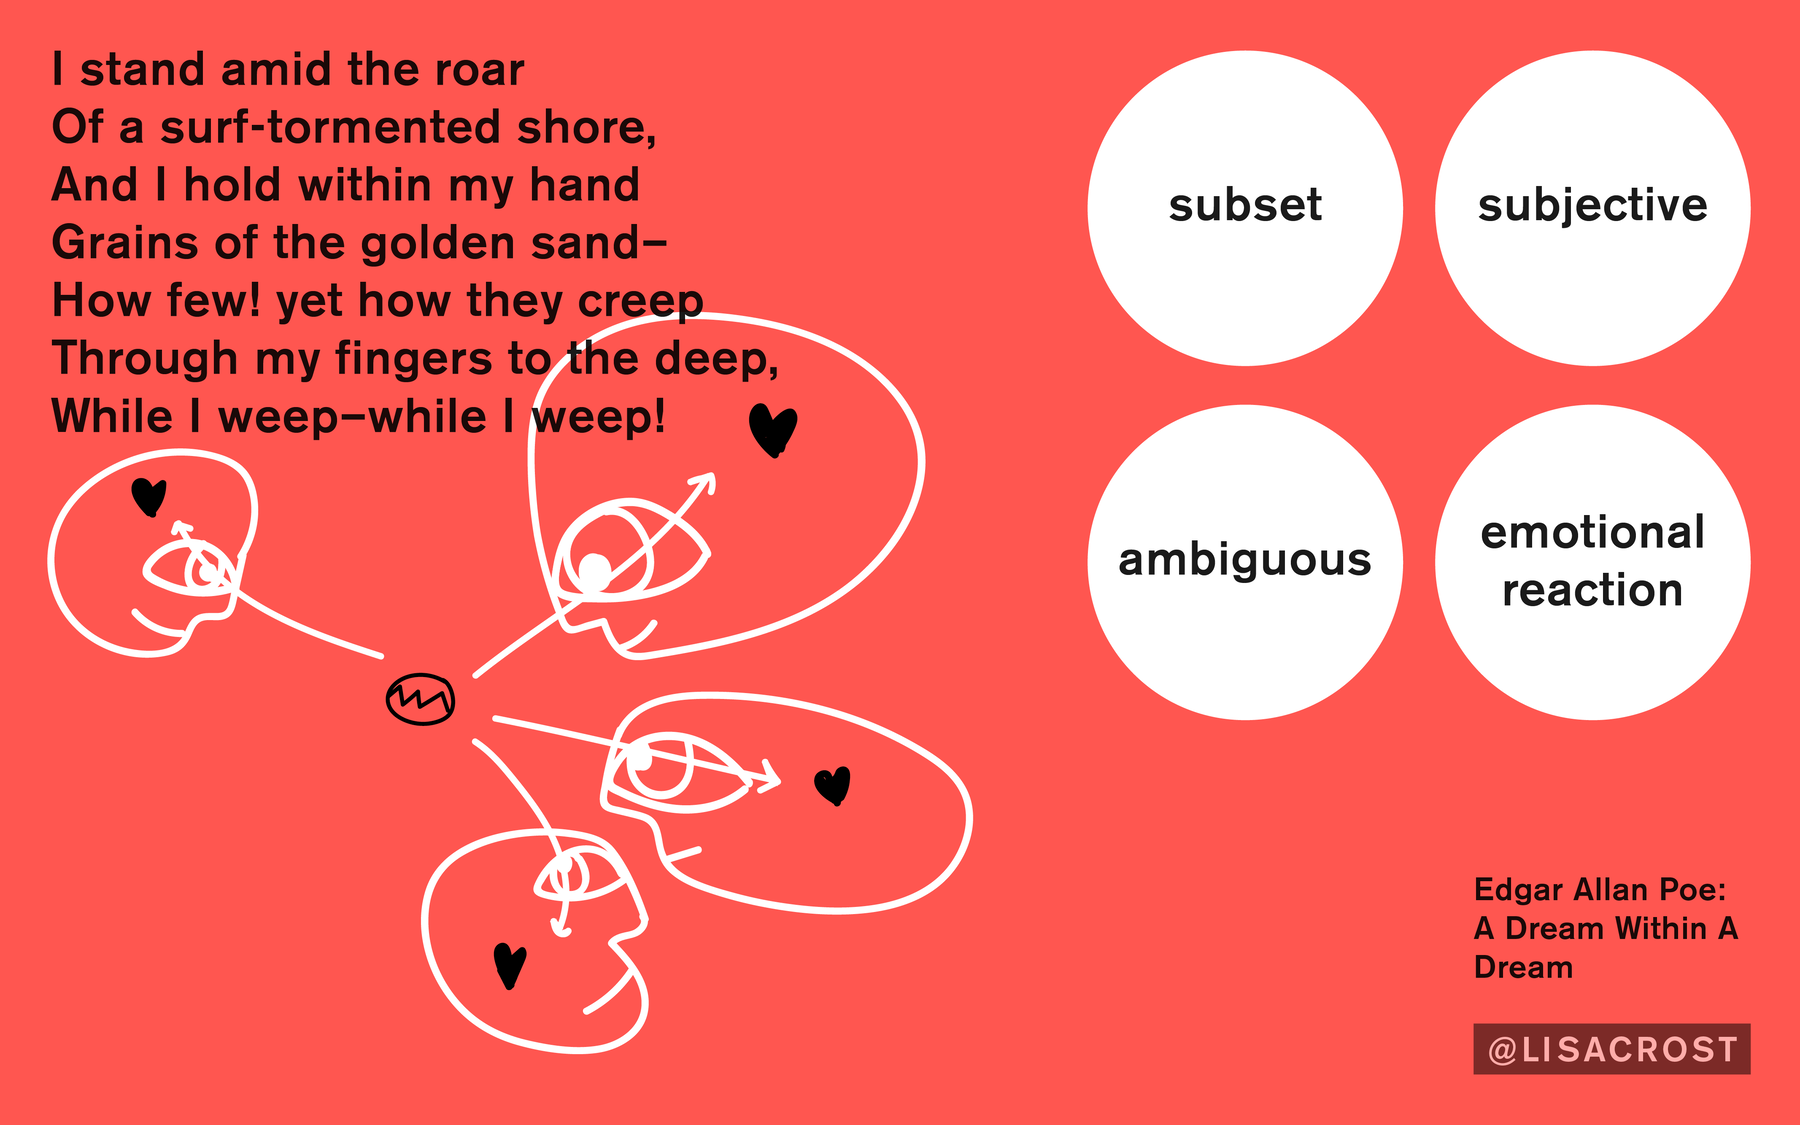 I stand amid the roar
Of a surf-tormented shore,
And I hold within my hand
Grains of the golden sand–
How few! yet how they creep
Through my fingers to the deep,
While I weep–while I weep!
subset
subjective
ambiguous
emotional
reaction
Edgar Allan Poe:
A Dream Within A
Dream
@LISACROST